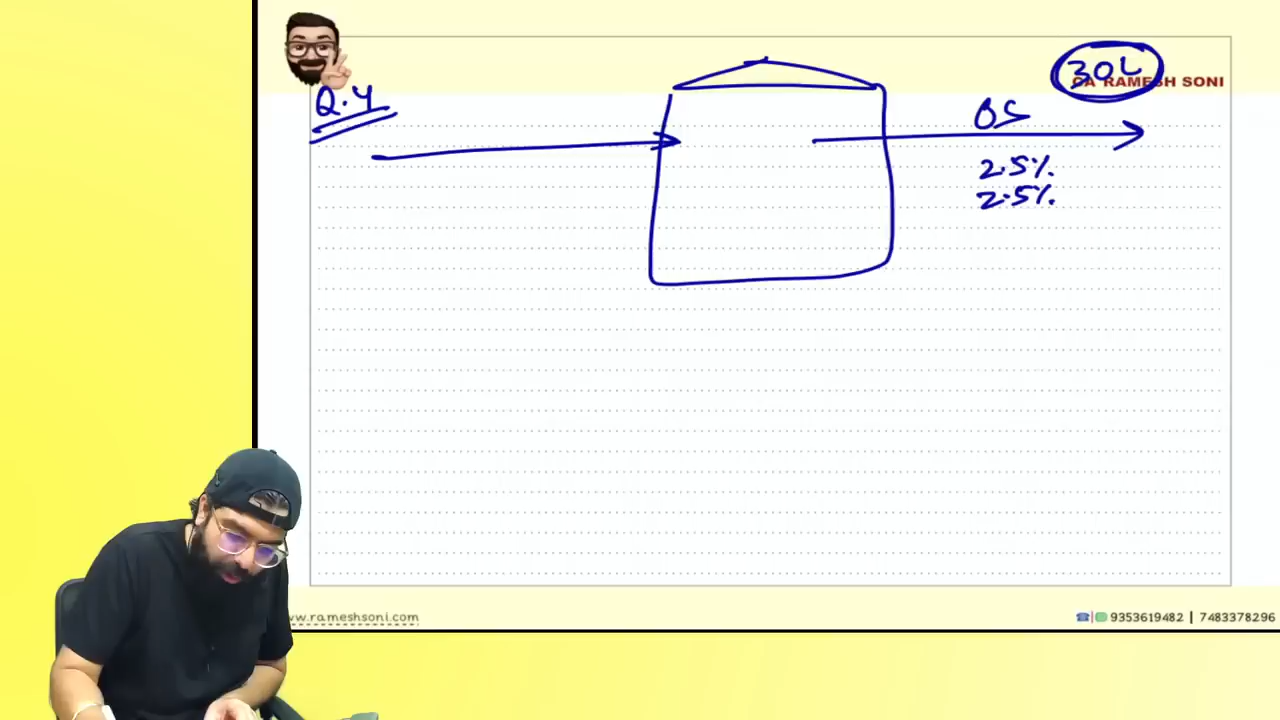 30L
CA RAMESH SONI
Q.4
OS
2.5%
2.5%
www.rameshsoni.com
9353619482 | 7483378296